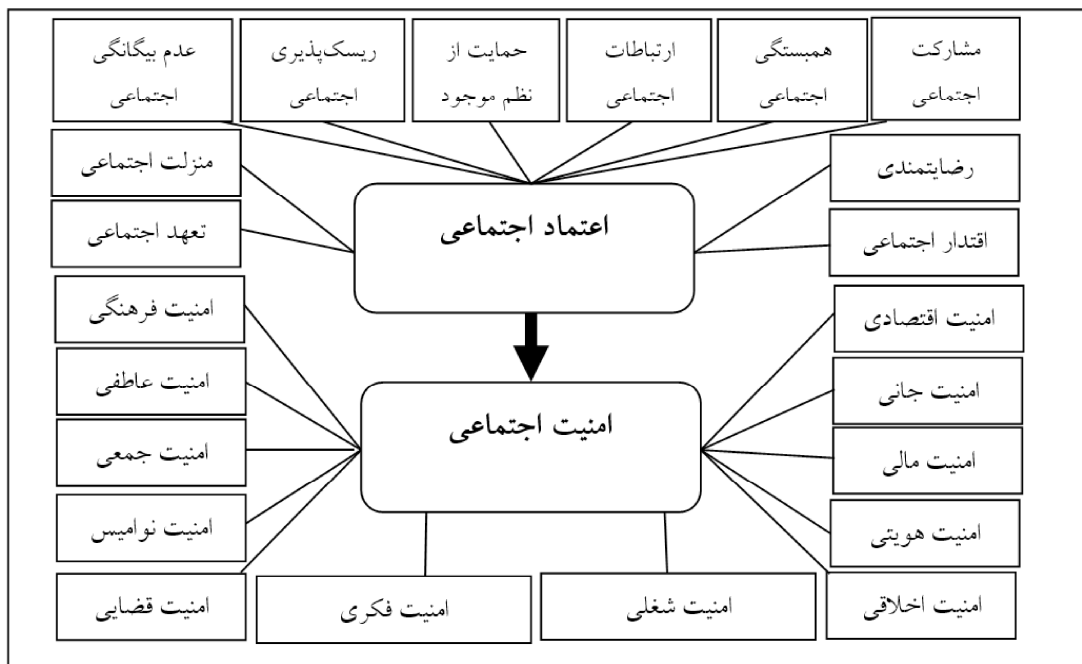 مشارکت
اجتماعی
همبستگی
اجتماعی
ارتباطات
اجتماعی
حمایت از
نظم موجود
ریسک‌پذیری
اجتماعی
عدم بیگانگی
اجتماعی
رضایتمندی
منزلت اجتماعی
اعتماد اجتماعی
اقتدار اجتماعی
تعهد اجتماعی
امنیت اقتصادی
امنیت فرهنگی
امنیت جانی
امنیت عاطفی
امنیت اجتماعی
امنیت مالی
امنیت جمعی
امنیت هویتی
امنیت نوامیس
امنیت اخلاقی
امنیت شغلی
امنیت فکری
امنیت قضایی